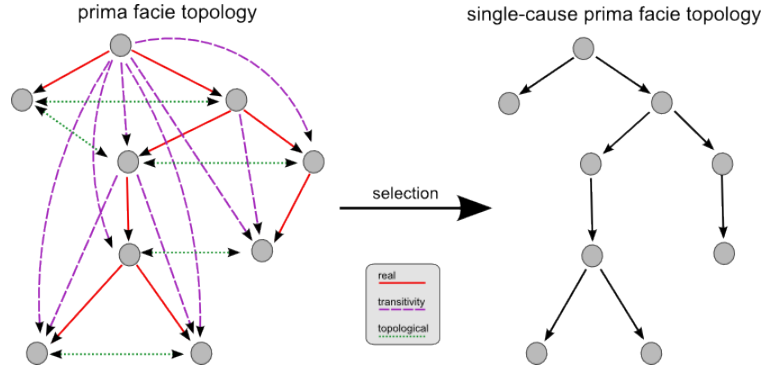 prima facie topology
single-cause prima facie topology
selection
real
transitivity
topological